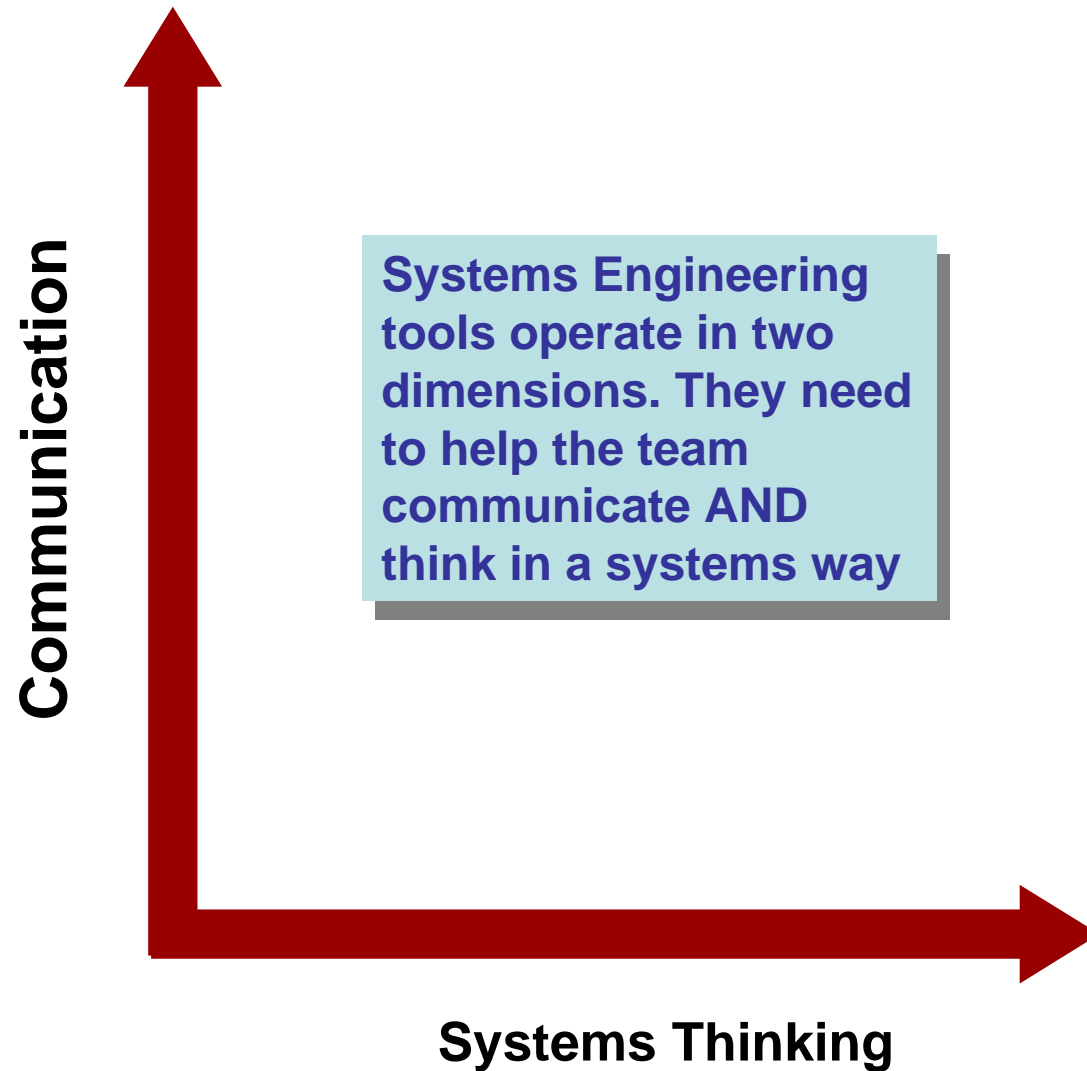 Communication
Systems Engineering
tools operate in two
dimensions. They need
to help the team
communicate AND
think in a systems way
Systems Thinking